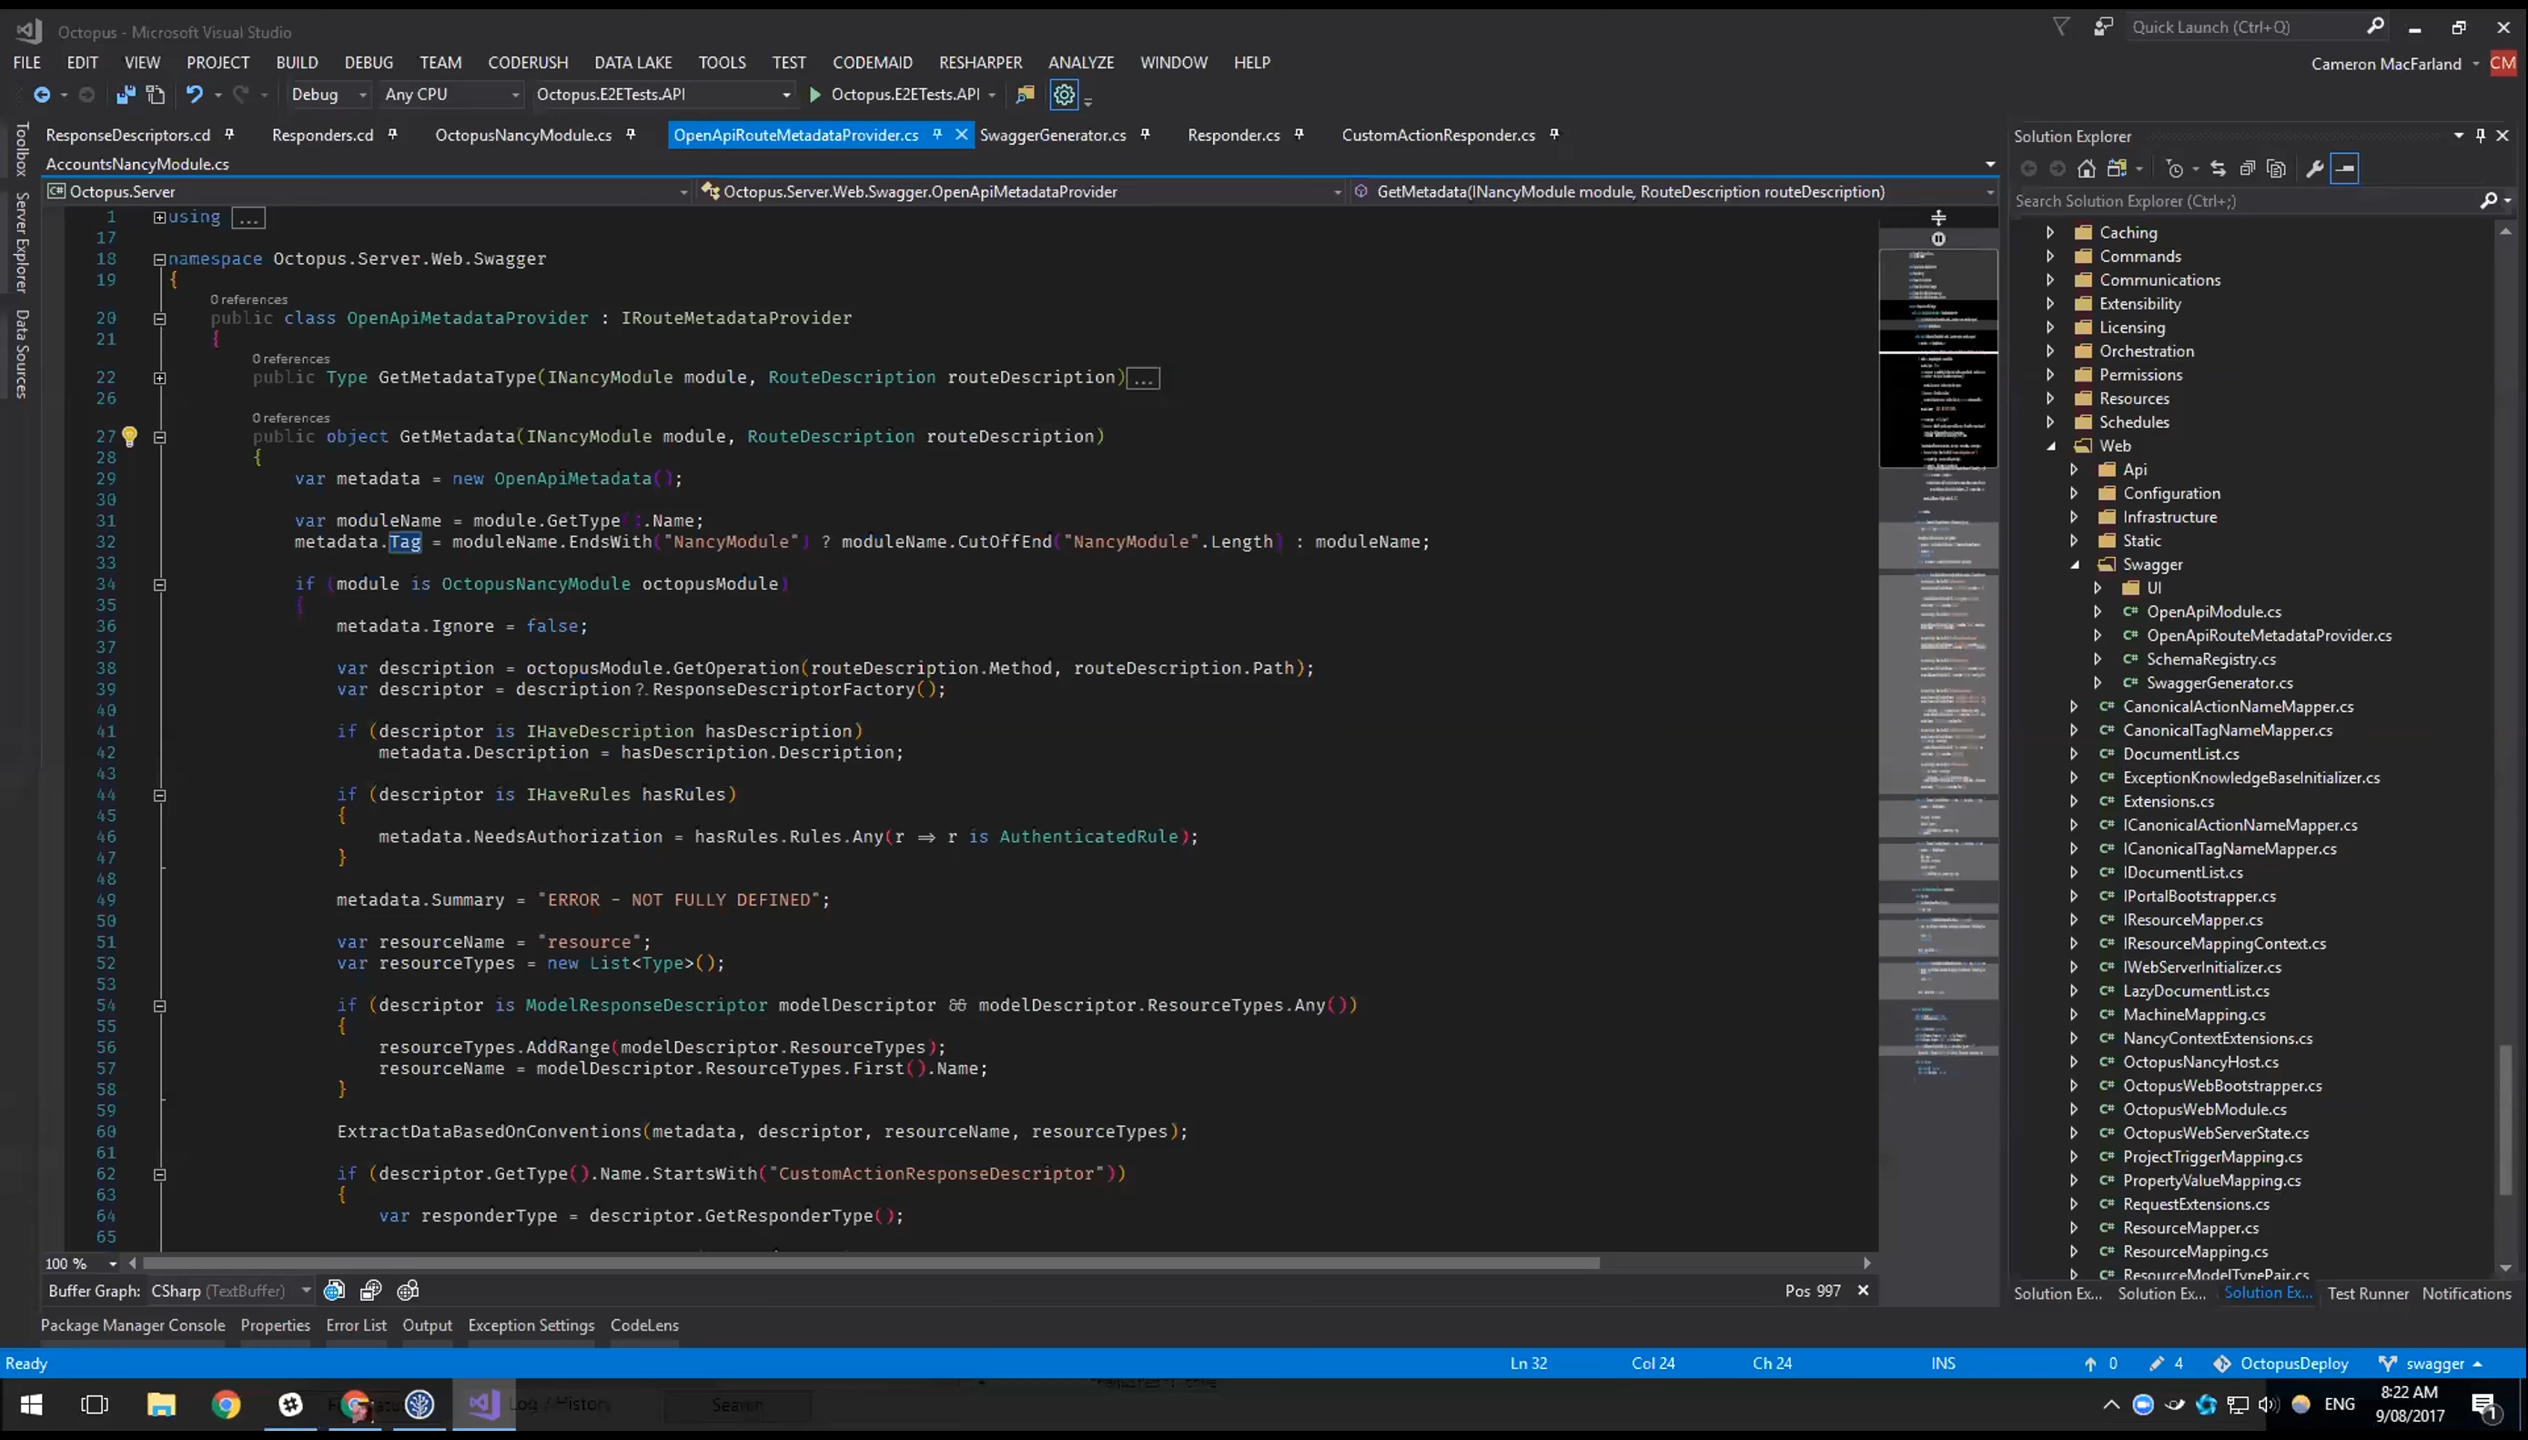 Octopus - Microsoft Visual Studio
Quick Launch (Ctrl+Q)
FILE EDIT VIEW PROJECT BUILD DEBUG TEAM CODERUSH DATA LAKE TOOLS TEST CODEMAID RESHARPER ANALYZE WINDOW HELP
Cameron MacFarland CM
Debug Any CPU Octopus.E2ETests.API Octopus.E2ETests.API
ResponseDescriptors.cd Responders.cd OctopusNancyModule.cs OpenApiRouteMetadataProvider.cs SwaggerGenerator.cs Responder.cs CustomActionResponder.cs
AccountsNancyModule.cs
Octopus.Server Octopus.Server.Web.Swagger.OpenApiMetadataProvider GetMetadata(INancyModule module, RouteDescription routeDescription)
Toolbox
Server Explorer
Data Sources
1 using ...
17
18 namespace Octopus.Server.Web.Swagger
19 {
0 references
20 public class OpenApiMetadataProvider : IRouteMetadataProvider
21 {
0 references
22 public Type GetMetadataType(INancyModule module, RouteDescription routeDescription)...
26
0 references
27 public object GetMetadata(INancyModule module, RouteDescription routeDescription)
28 {
29 var metadata = new OpenApiMetadata();
30
31 var moduleName = module.GetType().Name;
32 metadata.Tag = moduleName.EndsWith("NancyModule") ? moduleName.CutOffEnd("NancyModule".Length) : moduleName;
33
34 if (module is OctopusNancyModule octopusModule)
35 {
36 metadata.Ignore = false;
37
38 var description = octopusModule.GetOperation(routeDescription.Method, routeDescription.Path);
39 var descriptor = description?.ResponseDescriptorFactory();
40
41 if (descriptor is IHaveDescription hasDescription)
42 metadata.Description = hasDescription.Description;
43
44 if (descriptor is IHaveRules hasRules)
45 {
46 metadata.NeedsAuthorization = hasRules.Rules.Any(r => r is AuthenticatedRule);
47 }
48
49 metadata.Summary = "ERROR - NOT FULLY DEFINED";
50
51 var resourceName = "resource";
52 var resourceTypes = new List<Type>();
53
54 if (descriptor is ModelResponseDescriptor modelDescriptor && modelDescriptor.ResourceTypes.Any())
55 {
56 resourceTypes.AddRange(modelDescriptor.ResourceTypes);
57 resourceName = modelDescriptor.ResourceTypes.First().Name;
58 }
59
60 ExtractDataBasedOnConventions(metadata, descriptor, resourceName, resourceTypes);
61
62 if (descriptor.GetType().Name.StartsWith("CustomActionResponseDescriptor"))
63 {
64 var responderType = descriptor.GetResponderType();
65
100 %
Buffer Graph: CSharp (TextBuffer) Pos 997
Package Manager Console Properties Error List Output Exception Settings CodeLens
Solution Explorer
Search Solution Explorer (Ctrl+;)
Caching
Commands
Communications
Extensibility
Licensing
Orchestration
Permissions
Resources
Schedules
Web
Api
Configuration
Infrastructure
Static
Swagger
UI
C# OpenApiModule.cs
C# OpenApiRouteMetadataProvider.cs
C# SchemaRegistry.cs
C# SwaggerGenerator.cs
C# CanonicalActionNameMapper.cs
C# CanonicalTagNameMapper.cs
C# DocumentList.cs
C# ExceptionKnowledgeBaseInitializer.cs
C# Extensions.cs
C# ICanonicalActionNameMapper.cs
C# ICanonicalTagNameMapper.cs
C# IDocumentList.cs
C# IPortalBootstrapper.cs
C# IResourceMapper.cs
C# IResourceMappingContext.cs
C# IWebServerInitializer.cs
C# LazyDocumentList.cs
C# MachineMapping.cs
C# NancyContextExtensions.cs
C# OctopusNancyHost.cs
C# OctopusWebBootstrapper.cs
C# OctopusWebModule.cs
C# OctopusWebServerState.cs
C# ProjectTriggerMapping.cs
C# PropertyValueMapping.cs
C# RequestExtensions.cs
C# ResourceMapper.cs
C# ResourceMapping.cs
C# ResourceModelTypePair.cs
Solution Ex... Solution Ex... Solution Ex... Test Runner Notifications
Ready Ln 32 Col 24 Ch 24 INS 0 4 OctopusDeploy swagger
Log / History Search
ENG 8:22 AM
9/08/2017 1